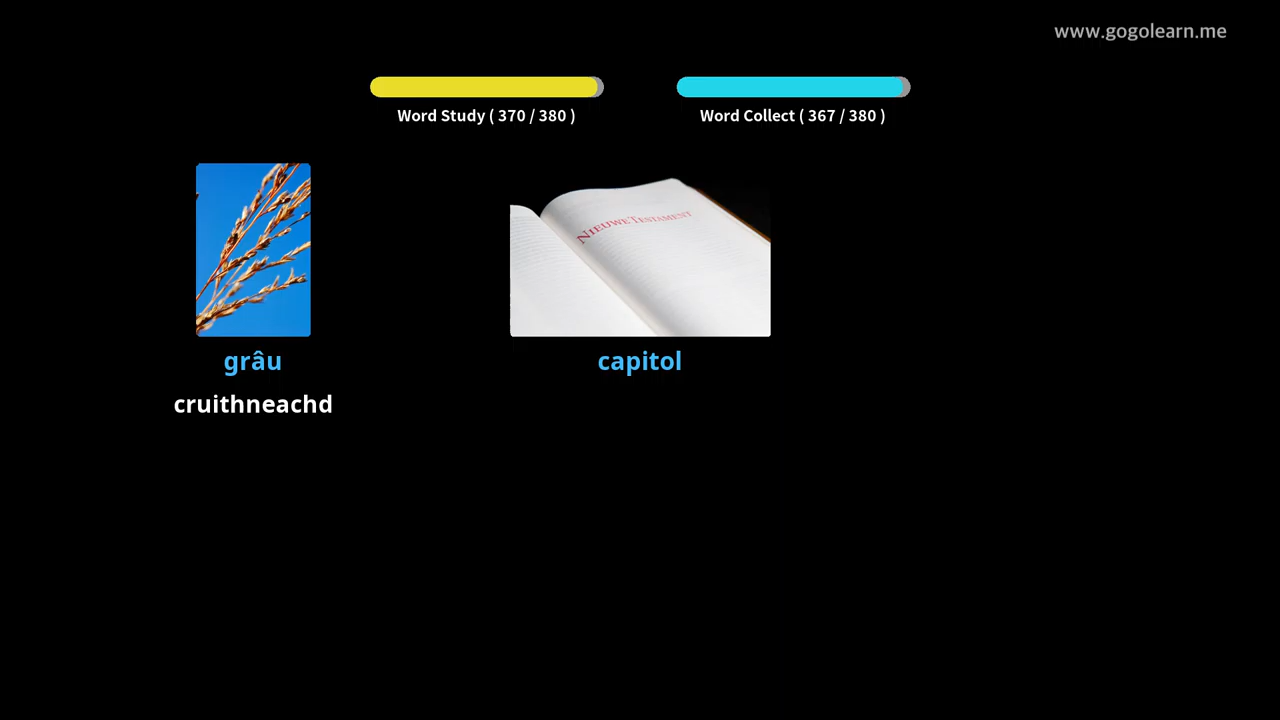 www.gogolearn.me
Word Study ( 370 / 380 )
Word Collect ( 367 / 380 )
NIEUWE TESTAMENT
grâu
capitol
cruithneachd